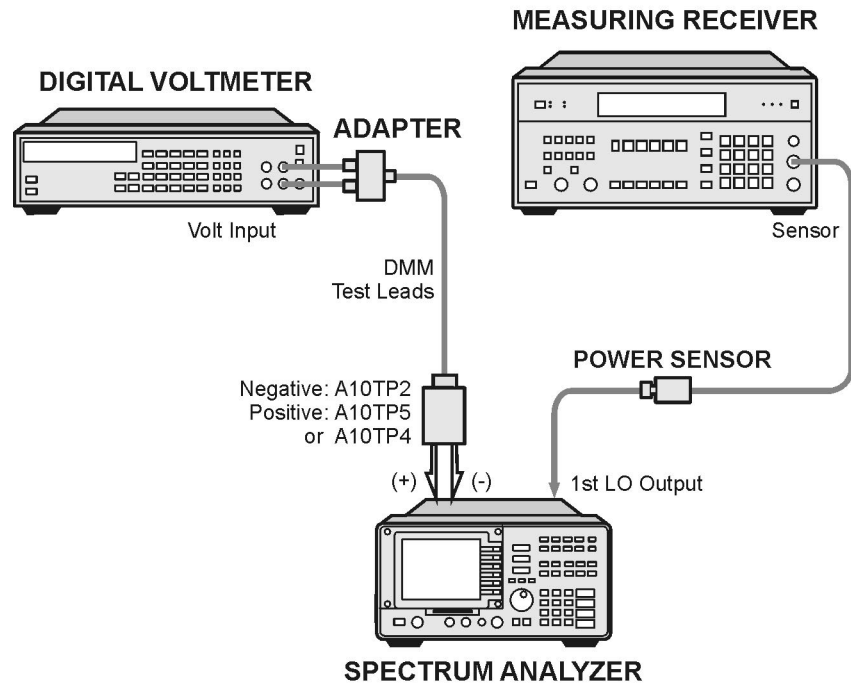 MEASURING RECEIVER
DIGITAL VOLTMETER
ADAPTER
Volt Input
Sensor
DMM
Test Leads
POWER SENSOR
Negative: A10TP2
Positive: A10TP5
or A10TP4
(+)
(-)
1st LO Output
SPECTRUM ANALYZER